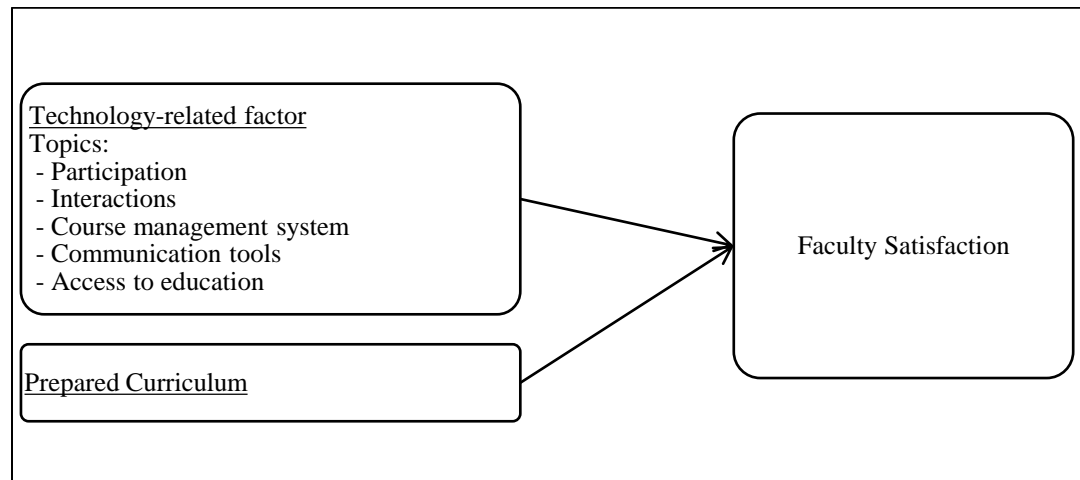 Technology-related factor
Topics:
- Participation
- Interactions
- Course management system
- Communication tools
- Access to education
Prepared Curriculum
Faculty Satisfaction